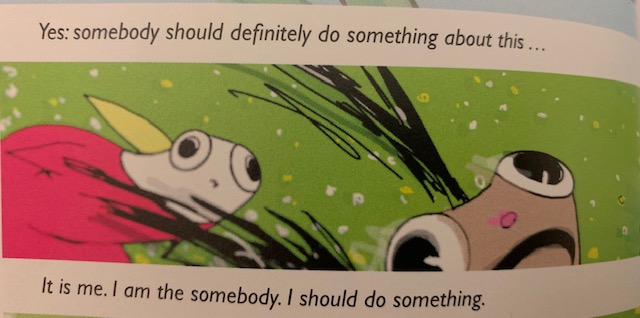 Yes: somebody should definitely do something about this ...
It is me. I am the somebody. I should do something.